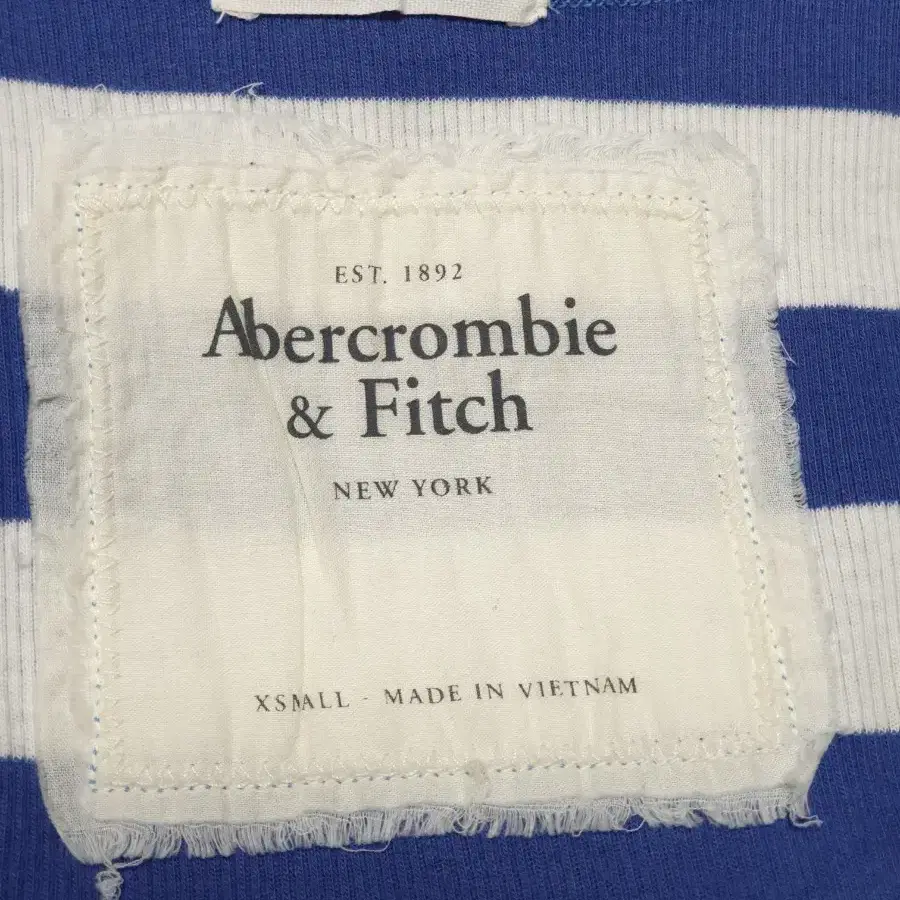 EST. 1892
Abercrombie
& Fitch
NEW YORK
XSMALL - MADE IN VIETNAM